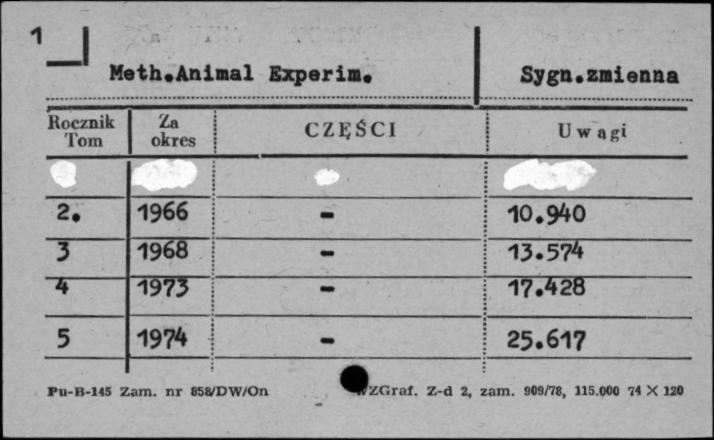 1
Meth.Animal Experim. Sygn.zmienna
Rocznik Tom Za okres CZĘŚCI Uwagi
2. 1966 - 10.940
3 1968 - 13.574
4 1973 - 17.428
5 1974 - 25.617
Pu-B-145 Zam. nr 858/DW/On WZGraf. Z-d 2, zam. 909/78, 115.000 74 X 120